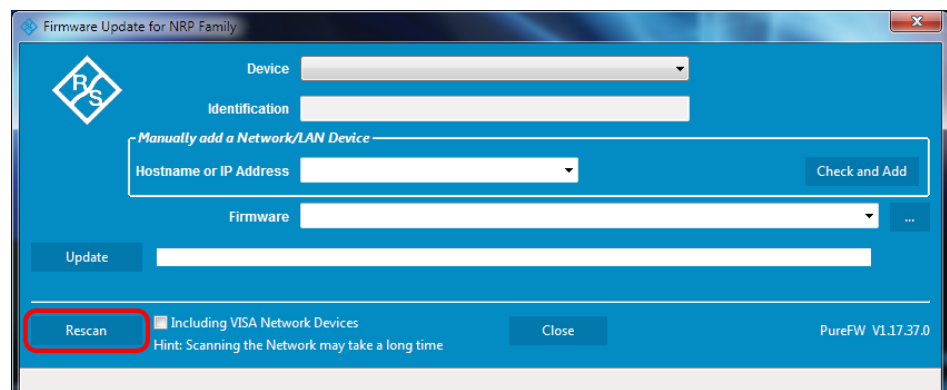 Firmware Update for NRP Family
R S
Device
Identification
Manually add a Network/LAN Device
Hostname or IP Address
Check and Add
Firmware
...
Update
Rescan
Including VISA Network Devices
Hint: Scanning the Network may take a long time
Close
PureFW V1.17.37.0